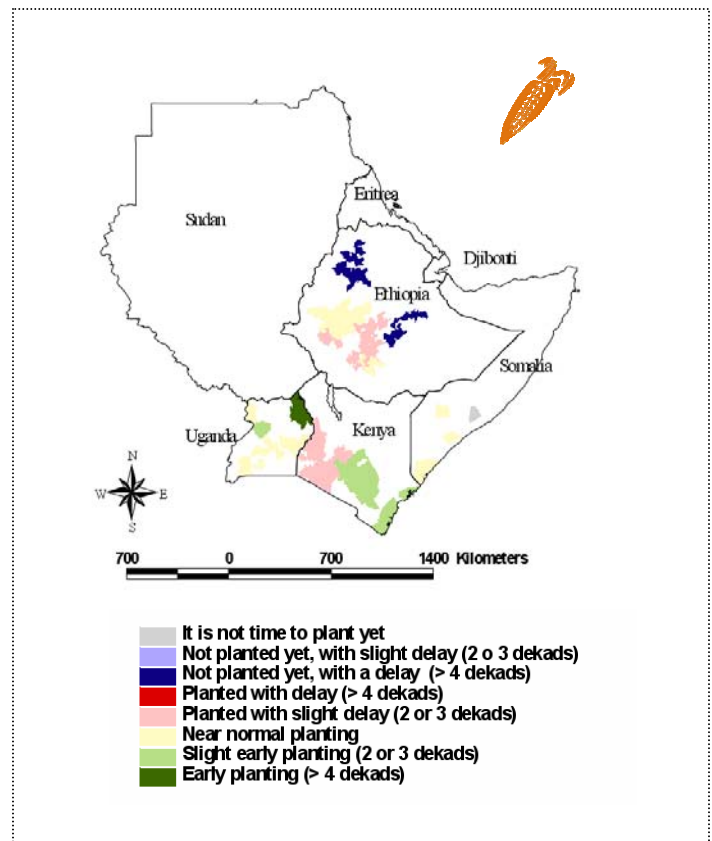 Eritrea
Sudan
Djibouti
Ethiopia
Somalia
Kenya
Uganda
N
W E
S
700 0 700 1400 Kilometers
It is not time to plant yet
Not planted yet, with slight delay (2 o 3 dekads)
Not planted yet, with a delay (> 4 dekads)
Planted with delay (> 4 dekads)
Planted with slight delay (2 or 3 dekads)
Near normal planting
Slight early planting (2 or 3 dekads)
Early planting (> 4 dekads)